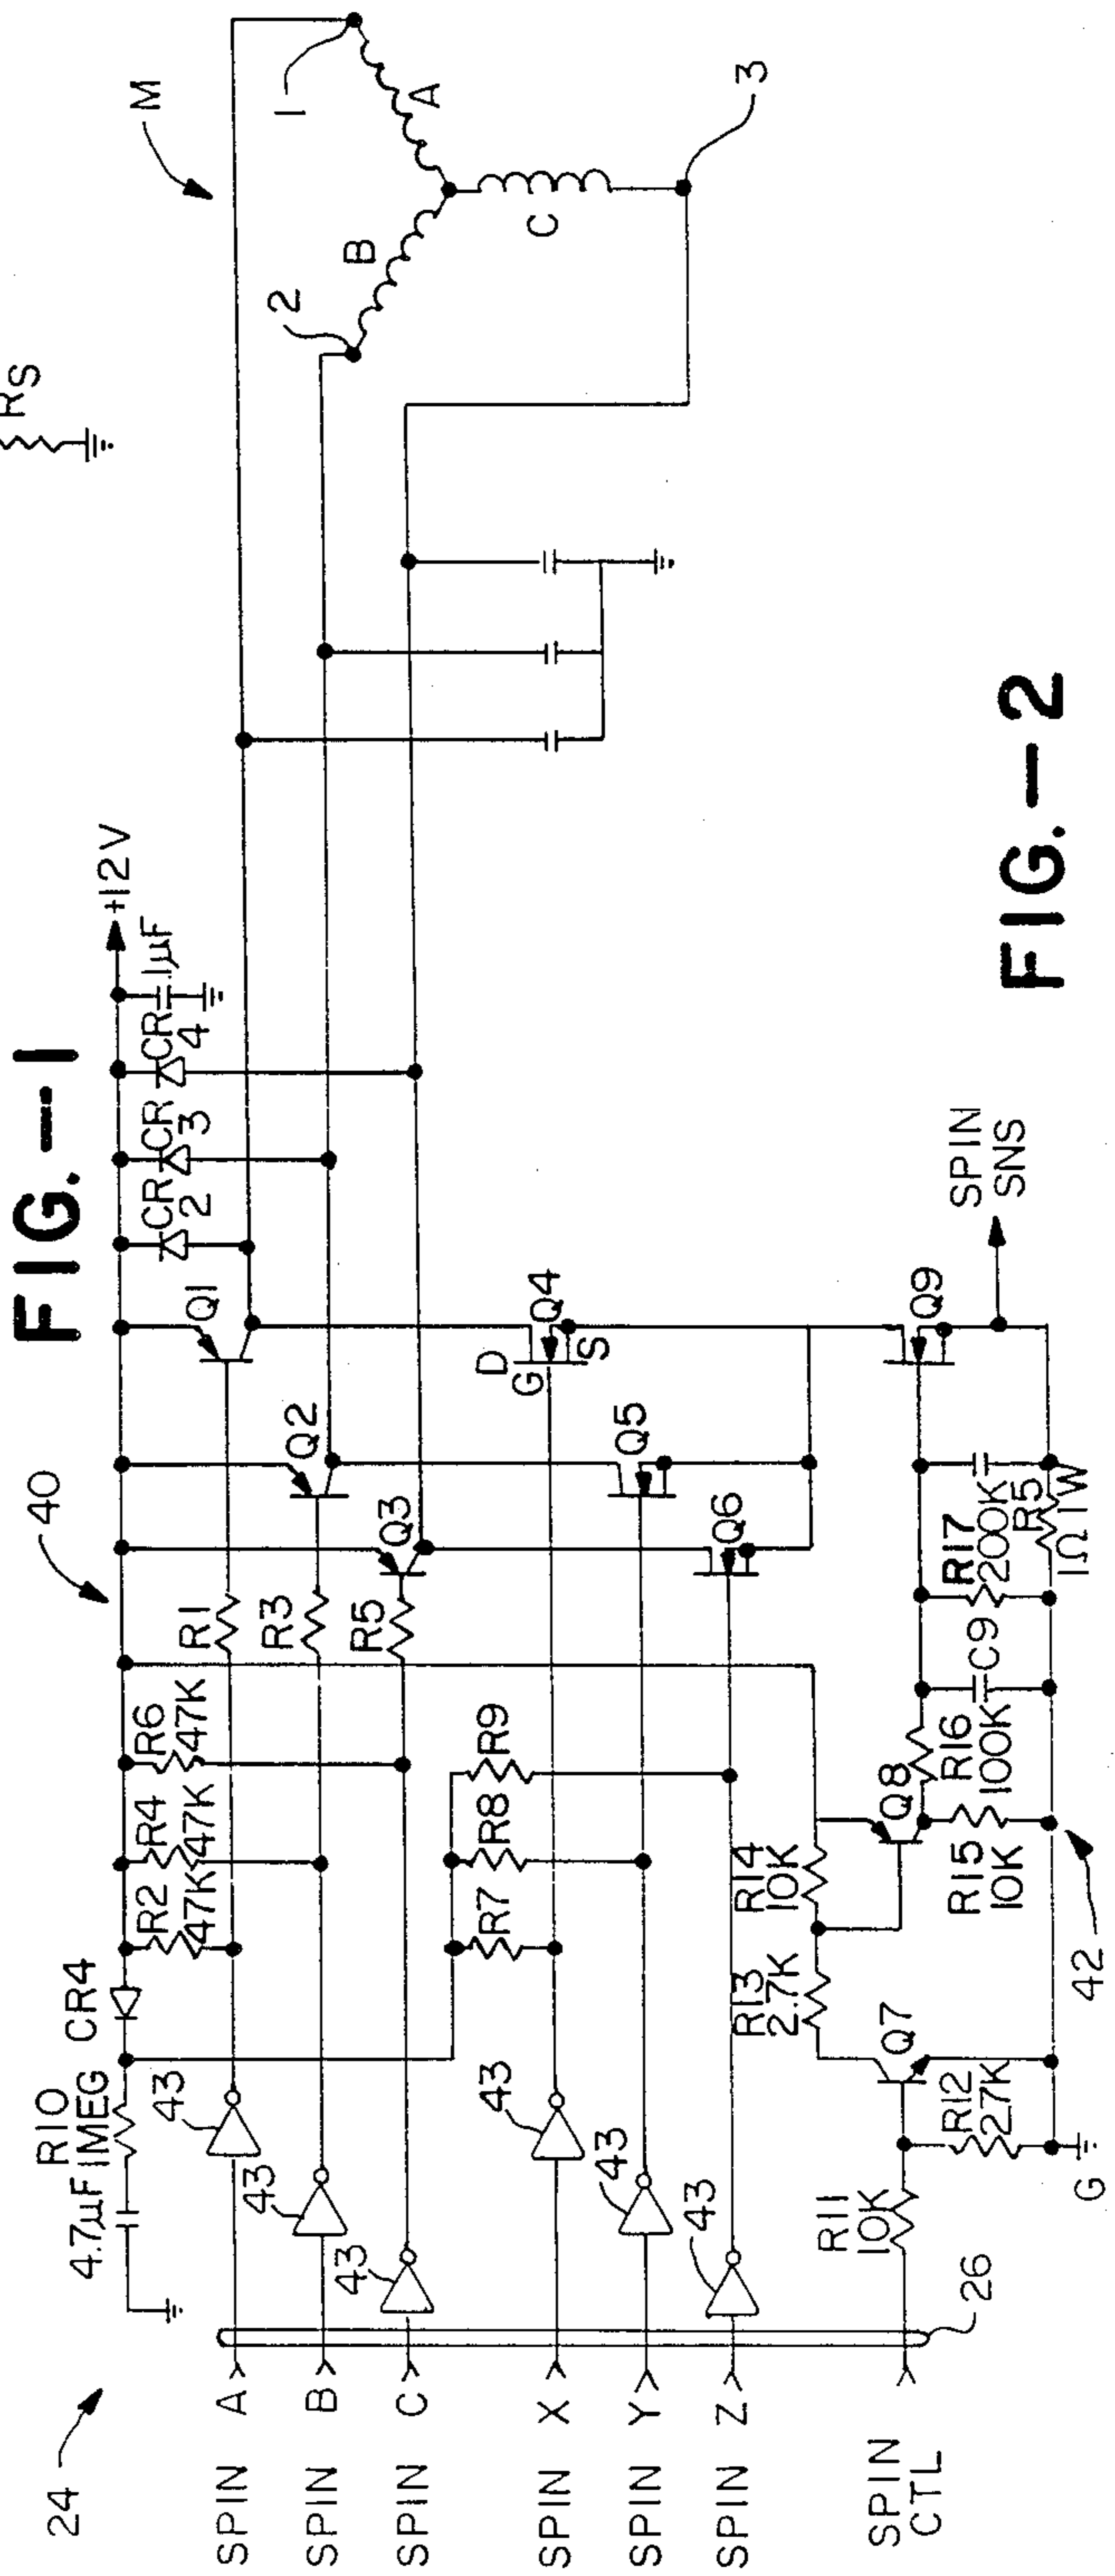 RS
FIG.-1
24
40
M
4.7µF
R10
1MEG
CR4
R2
47K
R4
47K
R6
47K
CR
2
CR
3
CR
4
.1µF
+12V
43
43
43
43
43
43
R1
R3
R5
Q1
Q2
Q3
R7
R8
R9
D
G
S
Q4
Q5
Q6
1
2
3
A
B
C
SPIN A
SPIN B
SPIN C
SPIN X
SPIN Y
SPIN Z
SPIN
CTL
26
R11
10K
R12
27K
G
Q7
R13
2.7K
R14
10K
Q8
R15
10K
R16
100K
C9
R17
200K
R5
1Ω 1W
Q9
SPIN
SNS
42
FIG.-2